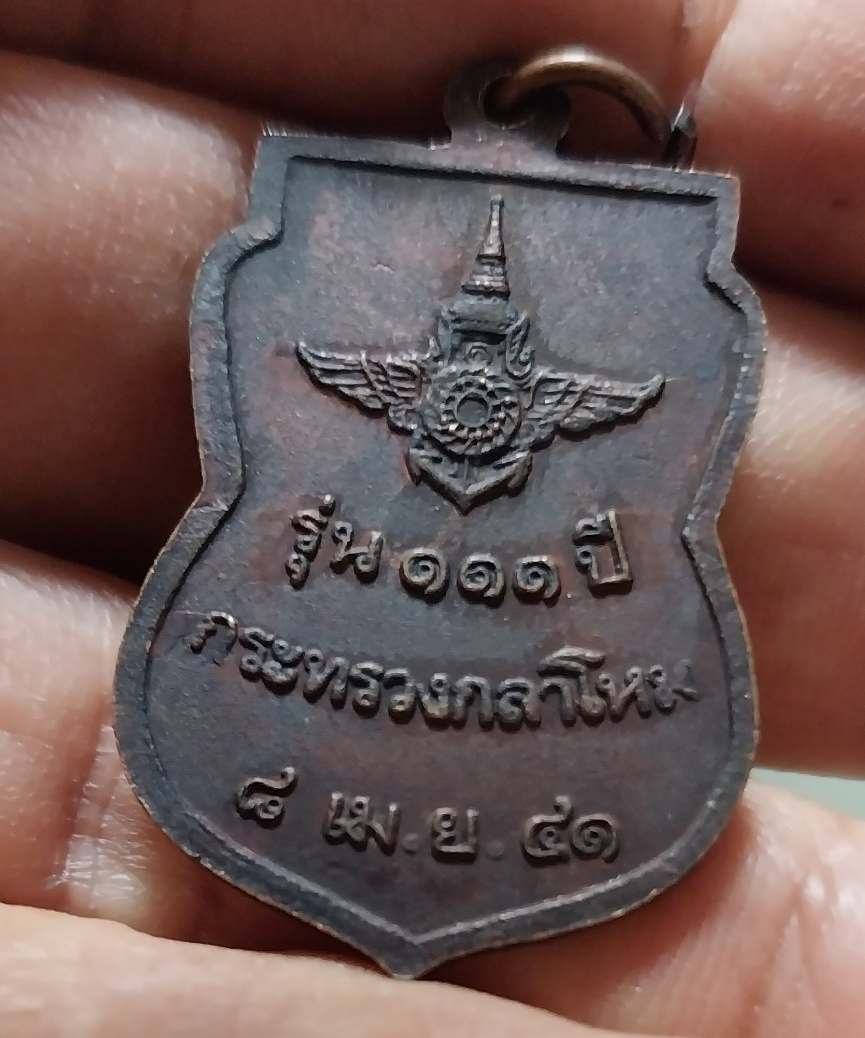 รุ่น ๑๑๑ ปี
กระทรวงกลาโหม
๘ เม.ย. ๔๑